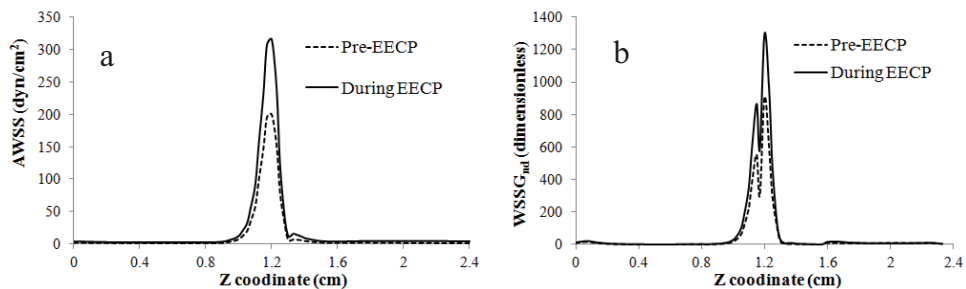 a
AWSS (dyn/cm²)
350
300
250
200
150
100
50
0
Pre-EECP
During EECP
0 0.4 0.8 1.2 1.6 2 2.4
Z coodinate (cm)
b
WSSGnd (dimensionless)
1400
1200
1000
800
600
400
200
0
Pre-EECP
During EECP
0 0.4 0.8 1.2 1.6 2 2.4
Z coodinate (cm)